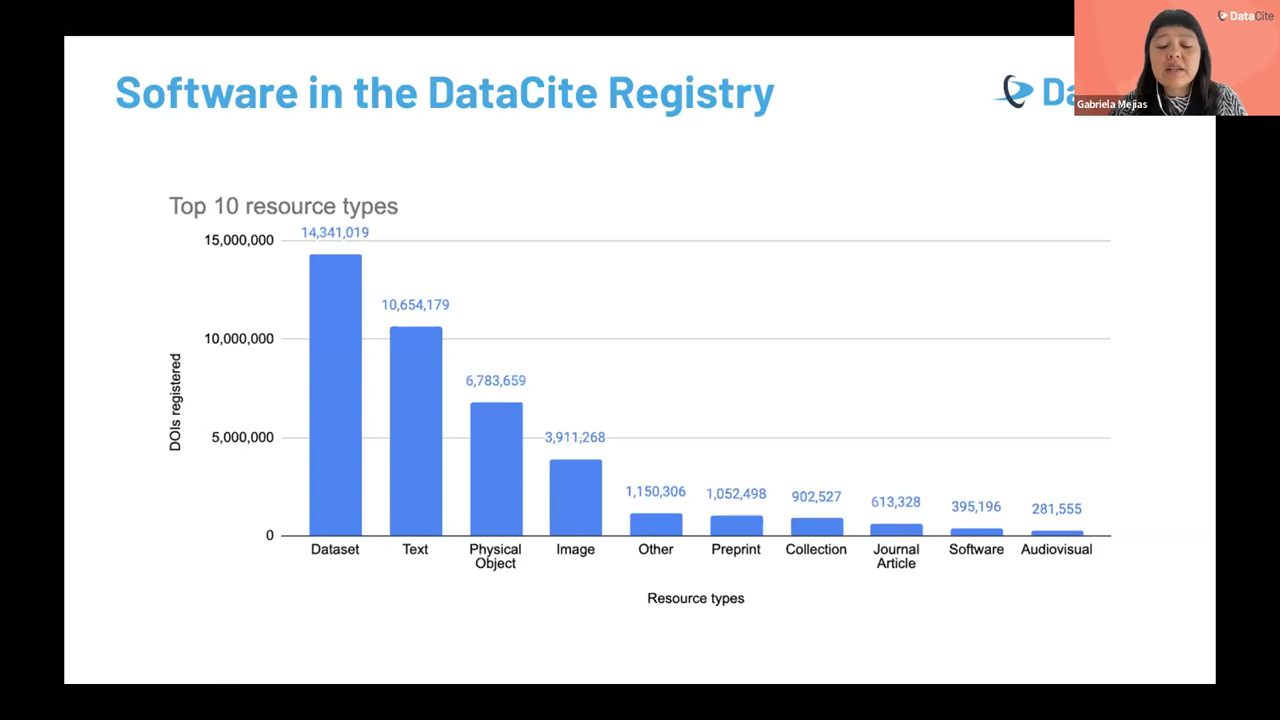 DataCite
Gabriela Mejias
Software in the DataCite Registry
Da
Top 10 resource types
14,341,019
10,654,179
6,783,659
3,911,268
1,150,306
1,052,498
902,527
613,328
395,196
281,555
15,000,000
10,000,000
5,000,000
0
DOIs registered
Dataset
Text
Physical
Object
Image
Other
Preprint
Collection
Journal
Article
Software
Audiovisual
Resource types